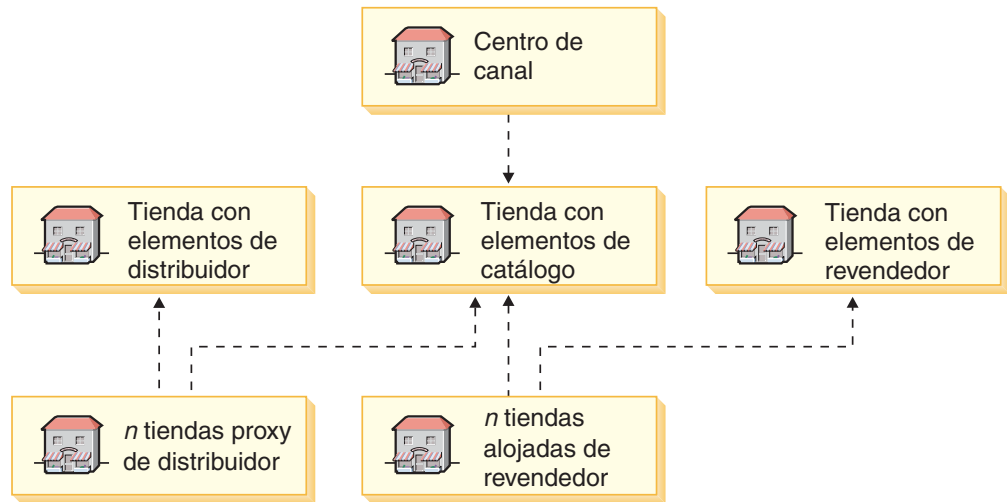 Centro de
canal
Tienda con
elementos de
distribuidor
Tienda con
elementos de
catálogo
Tienda con
elementos de
revendedor
n tiendas proxy
de distribuidor
n tiendas
alojadas de
revendedor